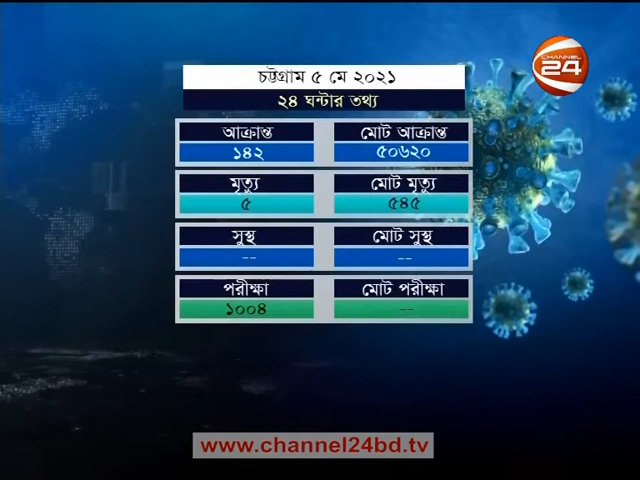 CHANNEL
24
চট্টগ্রাম ৫ মে ২০২১
২৪ ঘন্টার তথ্য
আক্রান্ত মোট আক্রান্ত
১৪২ ৫০৬২০
মৃত্যু মোট মৃত্যু
৫ ৫৪৫
সুস্থ মোট সুস্থ
-- --
পরীক্ষা মোট পরীক্ষা
১০০৪ --
www.channel24bd.tv